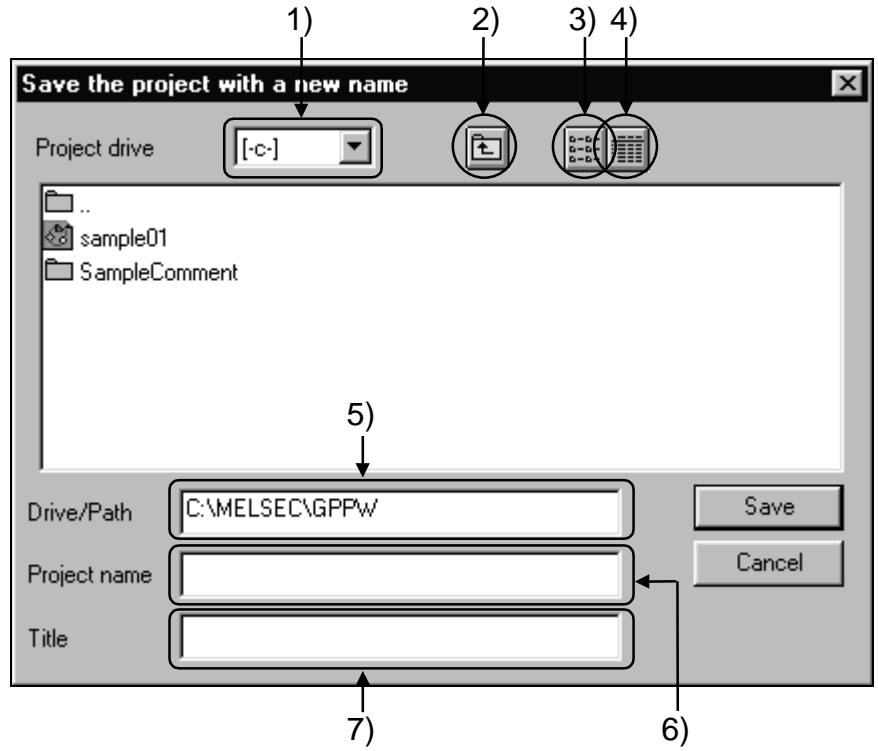 1) 2) 3) 4)
Save the project with a new name
Project drive [-c-]
..
sample01
SampleComment
5)
Drive/Path C:\MELSEC\GPPW Save
Project name Cancel
Title
7) 6)